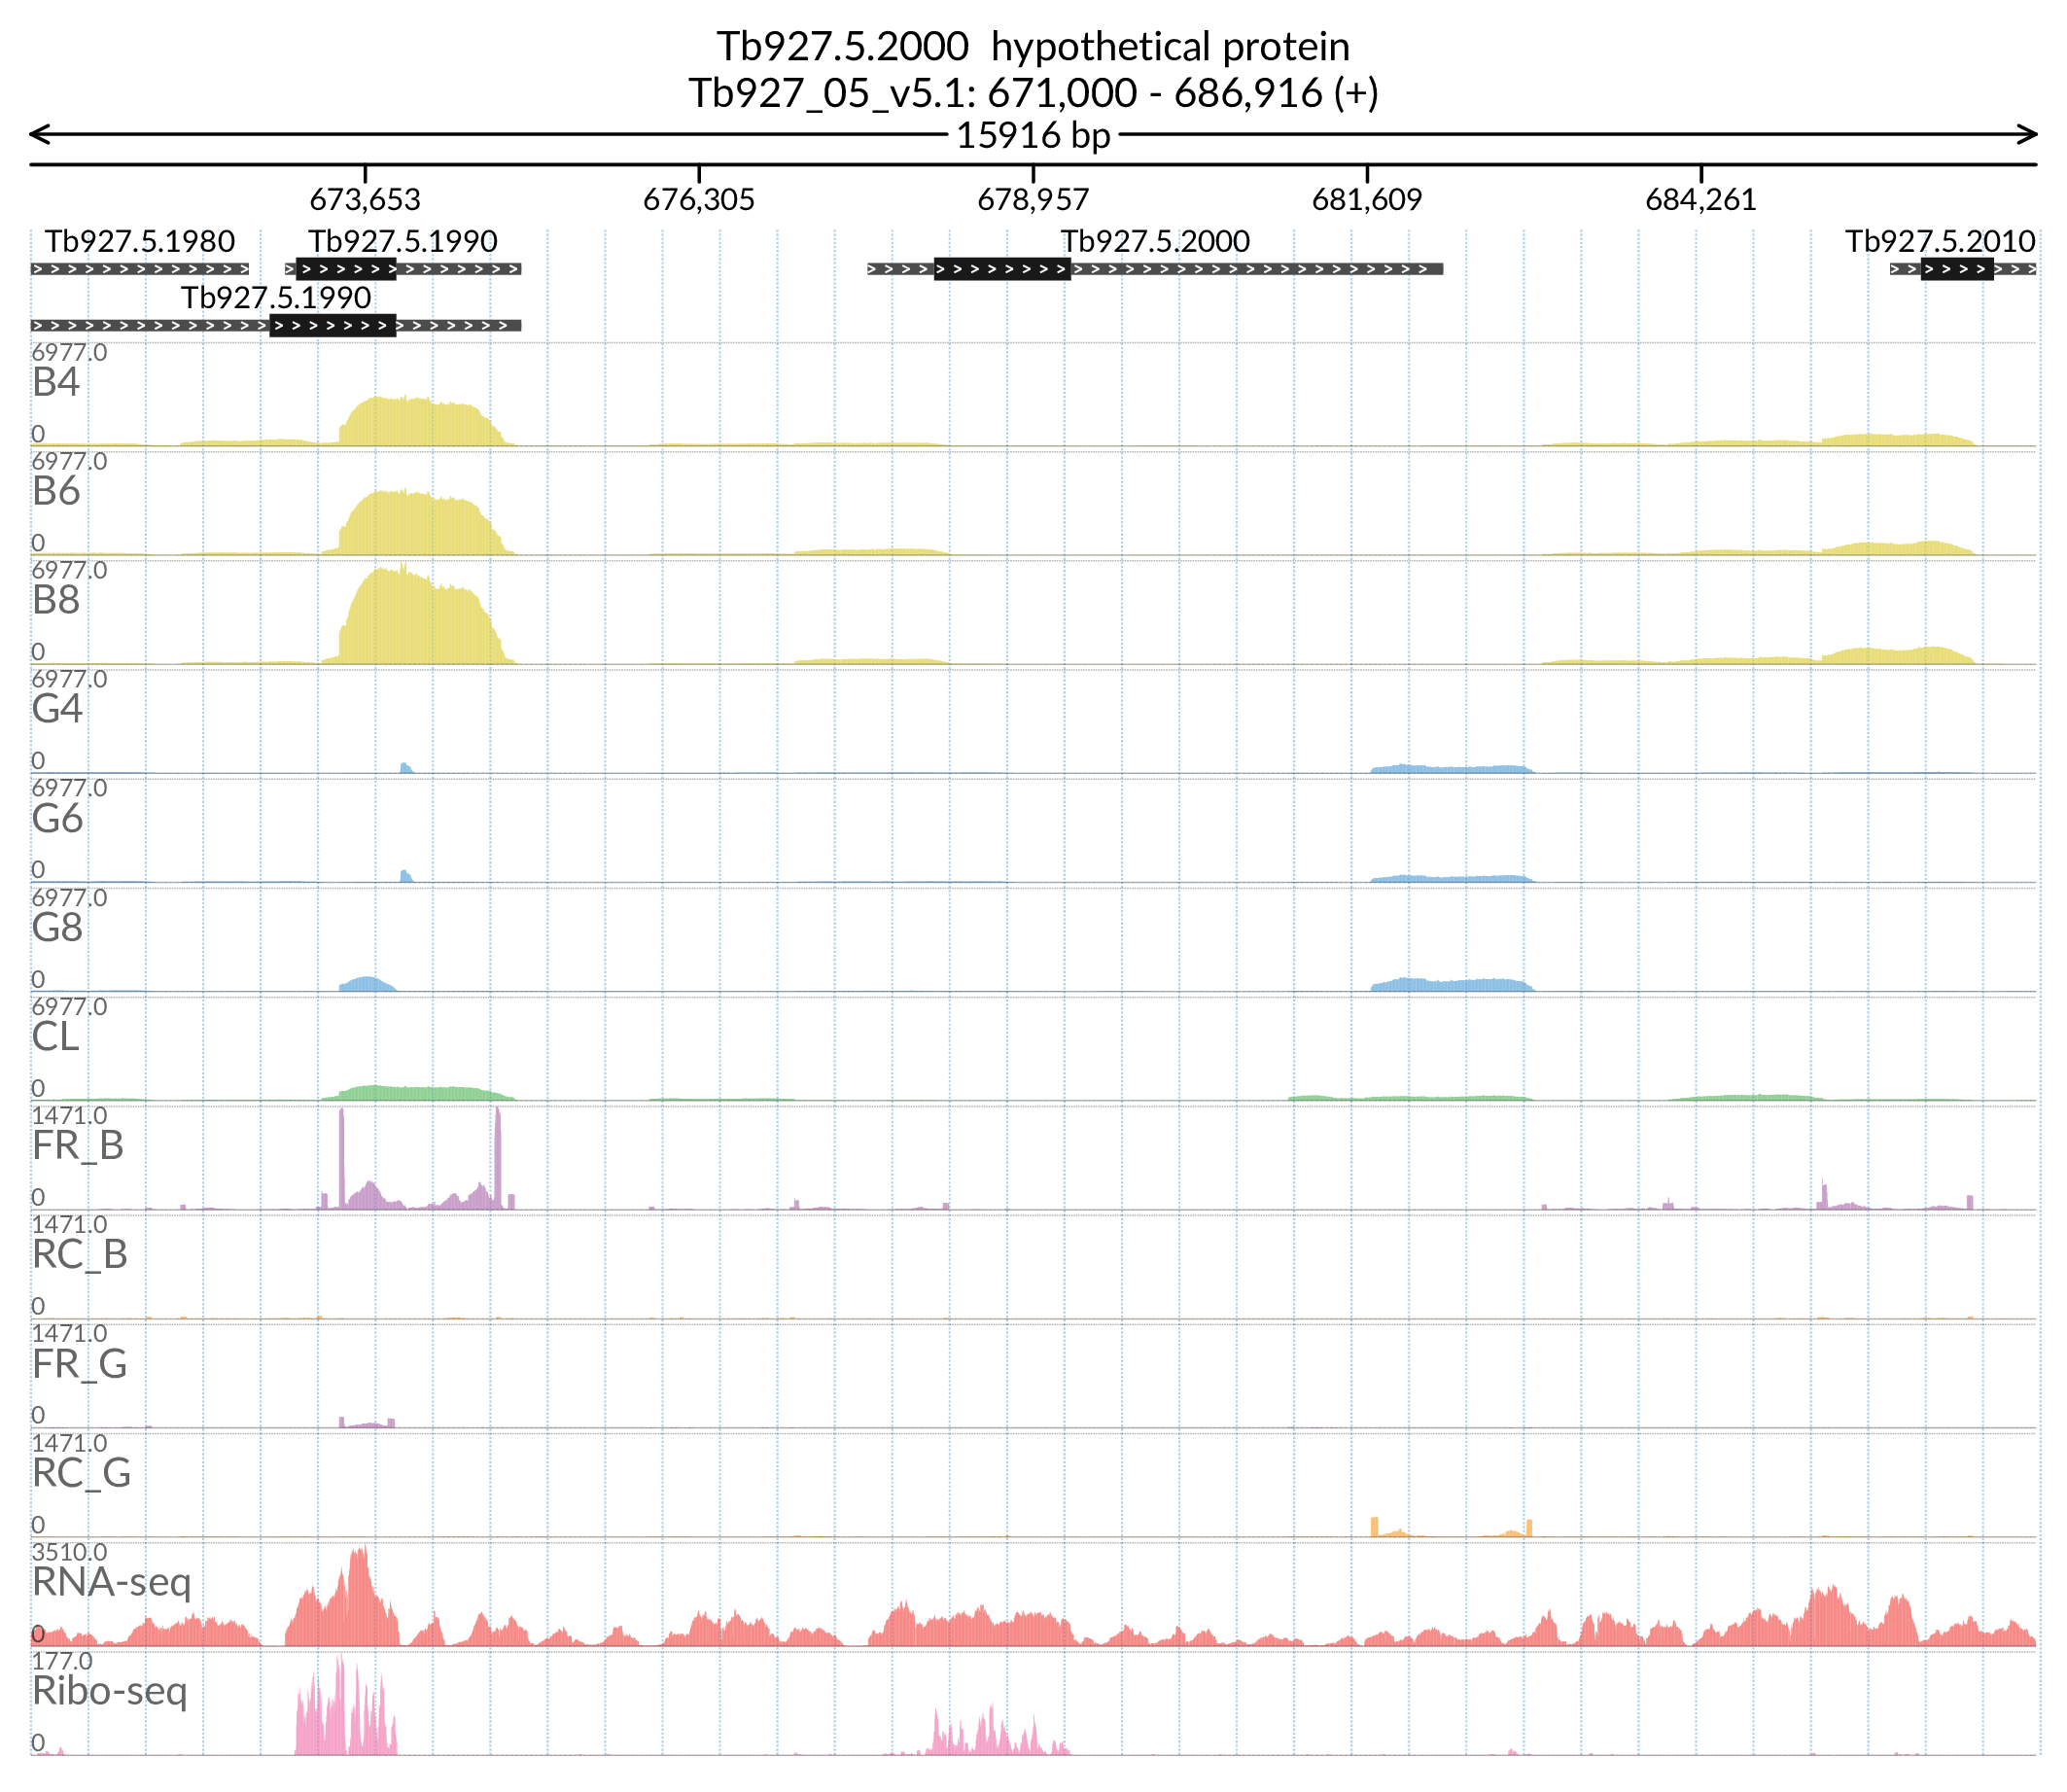 Tb927.5.2000  hypothetical protein
Tb927_05_v5.1: 671,000 - 686,916 (+)
15916 bp
673,653 676,305 678,957 681,609 684,261
Tb927.5.1980 Tb927.5.1990 Tb927.5.2000 Tb927.5.2010
Tb927.5.1990
6977.0
B4
0
6977.0
B6
0
6977.0
B8
0
6977.0
G4
0
6977.0
G6
0
6977.0
G8
0
6977.0
CL
0
1471.0
FR_B
0
1471.0
RC_B
0
1471.0
FR_G
0
1471.0
RC_G
0
3510.0
RNA-seq
0
177.0
Ribo-seq
0